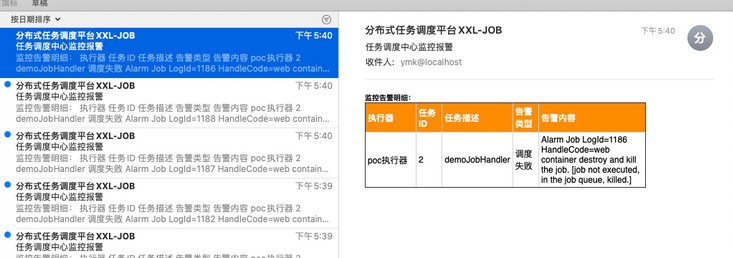 旗标 草稿
按日期排序
分布式任务调度平台XXL-JOB 下午5:40
任务调度中心监控报警
监控告警明细： 执行器 任务ID 任务描述 告警类型 告警内容 poc执行器 2
demoJobHandler 调度失败 Alarm Job LogId=1186 HandleCode=web contain...
分布式任务调度平台XXL-JOB 下午5:40
任务调度中心监控报警
监控告警明细： 执行器 任务ID 任务描述 告警类型 告警内容 poc执行器 2
demoJobHandler 调度失败 Alarm Job LogId=1188 HandleCode=web contain...
分布式任务调度平台XXL-JOB 下午5:40
任务调度中心监控报警
监控告警明细： 执行器 任务ID 任务描述 告警类型 告警内容 poc执行器 2
demoJobHandler 调度失败 Alarm Job LogId=1187 HandleCode=web contain...
分布式任务调度平台XXL-JOB 下午5:39
任务调度中心监控报警
监控告警明细： 执行器 任务ID 任务描述 告警类型 告警内容 poc执行器 2
demoJobHandler 调度失败 Alarm Job LogId=1182 HandleCode=web contain...
分布式任务调度平台XXL-JOB 下午5:39
任务调度中心监控报警
监控告警明细： 执行器 任务ID 任务描述 告警类型 告警内容 poc执行器 2
分布式任务调度平台XXL-JOB 下午5:40 分
任务调度中心监控报警
收件人： ymk@localhost
监控告警明细：
执行器 任务ID 任务描述 告警类型 告警内容
poc执行器 2 demoJobHandler 调度失败 Alarm Job LogId=1186
HandleCode=web
container destroy and kill
the job. [job not executed,
in the job queue, killed.]